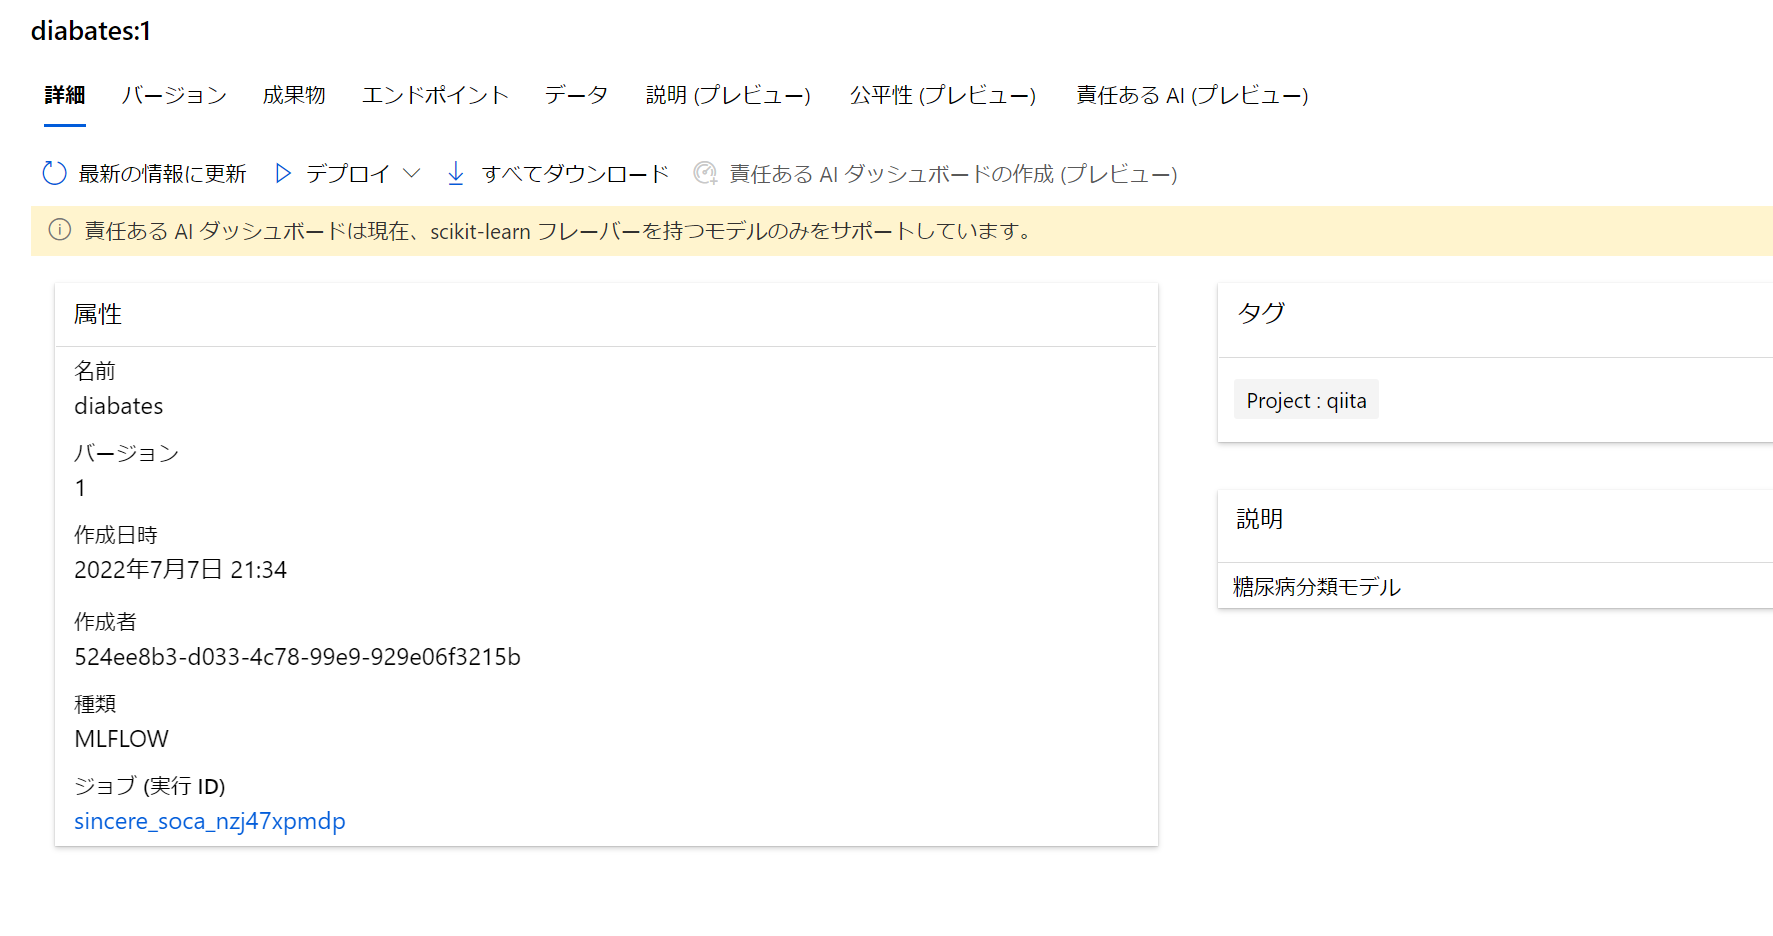 diabates:1
詳細 バージョン 成果物 エンドポイント データ 説明 (プレビュー) 公平性 (プレビュー) 責任ある AI (プレビュー)
最新の情報に更新 デプロイ すべてダウンロード 責任ある AI ダッシュボードの作成 (プレビュー)
責任ある AI ダッシュボードは現在、scikit-learn フレーバーを持つモデルのみをサポートしています。
属性
名前
diabates
バージョン
1
作成日時
2022年7月7日 21:34
作成者
524ee8b3-d033-4c78-99e9-929e06f3215b
種類
MLFLOW
ジョブ (実行 ID)
sincere_soca_nzj47xpmdp
タグ
Project : qiita
説明
糖尿病分類モデル